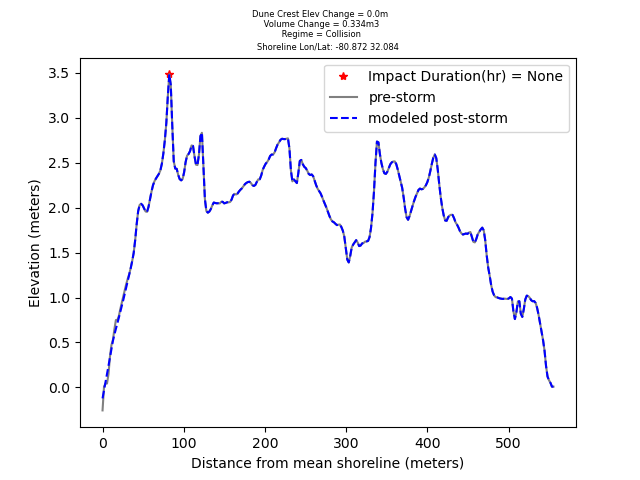 Dune Crest Elev Change = 0.0m
Volume Change = 0.334m3
Regime = Collision
Shoreline Lon/Lat: -80.872 32.084
Impact Duration(hr) = None
pre-storm
modeled post-storm
3.5
3.0
2.5
2.0
1.5
1.0
0.5
0.0
Elevation (meters)
0 100 200 300 400 500
Distance from mean shoreline (meters)